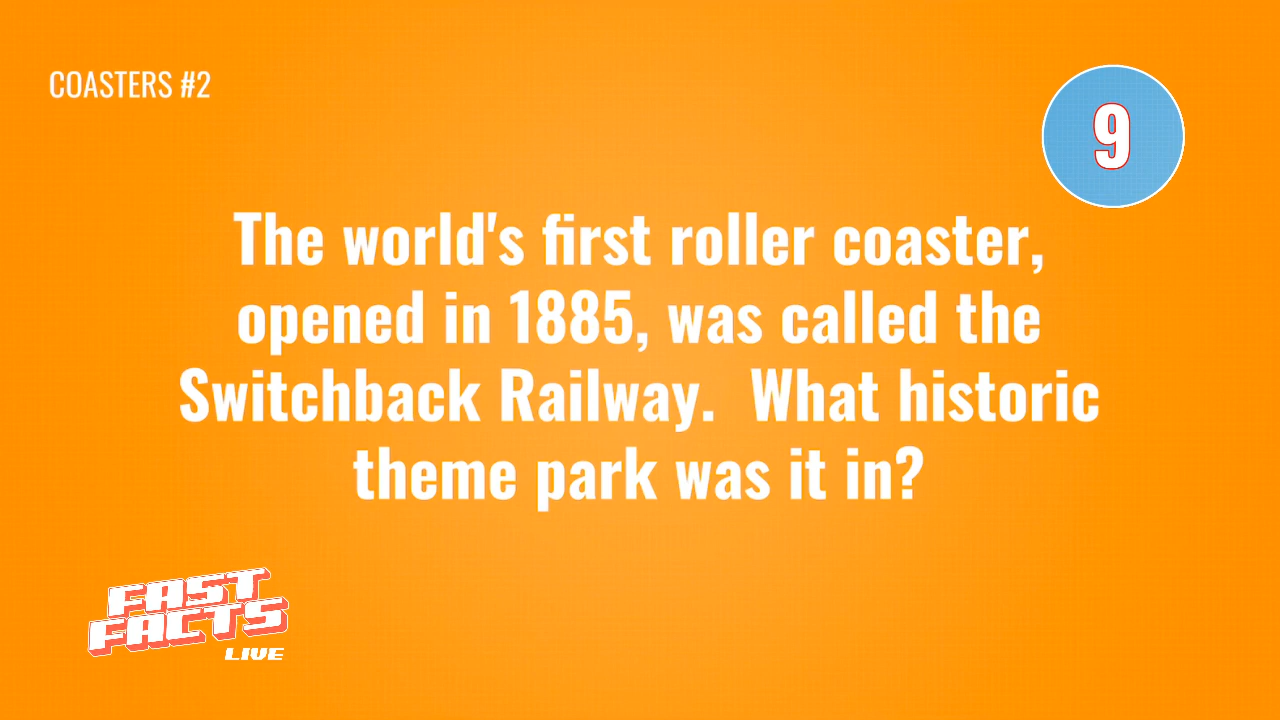 COASTERS #2
9
The world's first roller coaster,
opened in 1885, was called the
Switchback Railway.  What historic
theme park was it in?
FAST
FACTS
LIVE